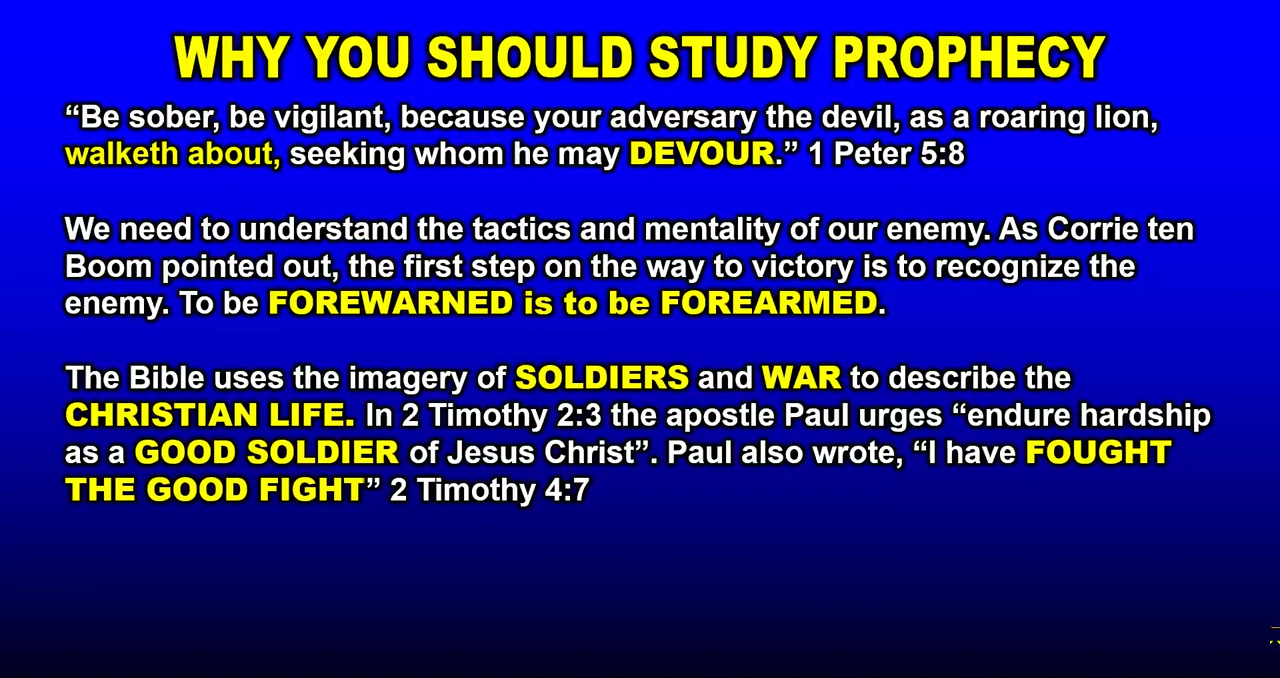 WHY YOU SHOULD STUDY PROPHECY
“Be sober, be vigilant, because your adversary the devil, as a roaring lion,
walketh about, seeking whom he may DEVOUR.” 1 Peter 5:8
We need to understand the tactics and mentality of our enemy. As Corrie ten
Boom pointed out, the first step on the way to victory is to recognize the
enemy. To be FOREWARNED is to be FOREARMED.
The Bible uses the imagery of SOLDIERS and WAR to describe the
CHRISTIAN LIFE. In 2 Timothy 2:3 the apostle Paul urges “endure hardship
as a GOOD SOLDIER of Jesus Christ”. Paul also wrote, “I have FOUGHT
THE GOOD FIGHT” 2 Timothy 4:7